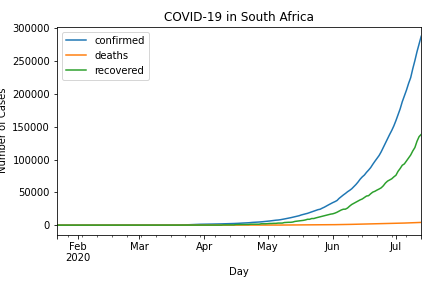 COVID-19 in South Africa
confirmed
deaths
recovered
300000
250000
200000
150000
100000
50000
0
Number of Cases
Feb Mar Apr May Jun Jul
2020
Day